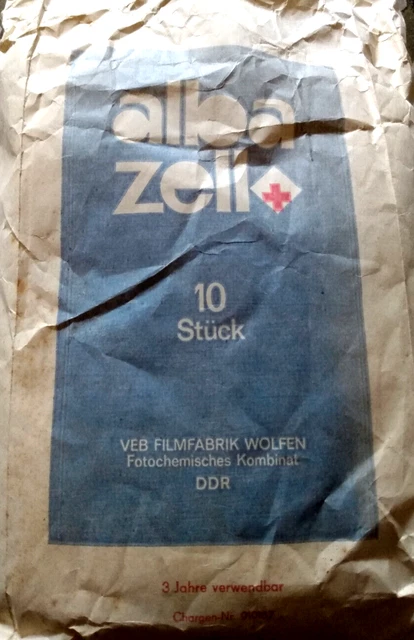 alba
zell
10
Stück
VEB FILMFABRIK WOLFEN
Fotochemisches Kombinat
DDR
3 Jahre verwendbar
Chargen-Nr.